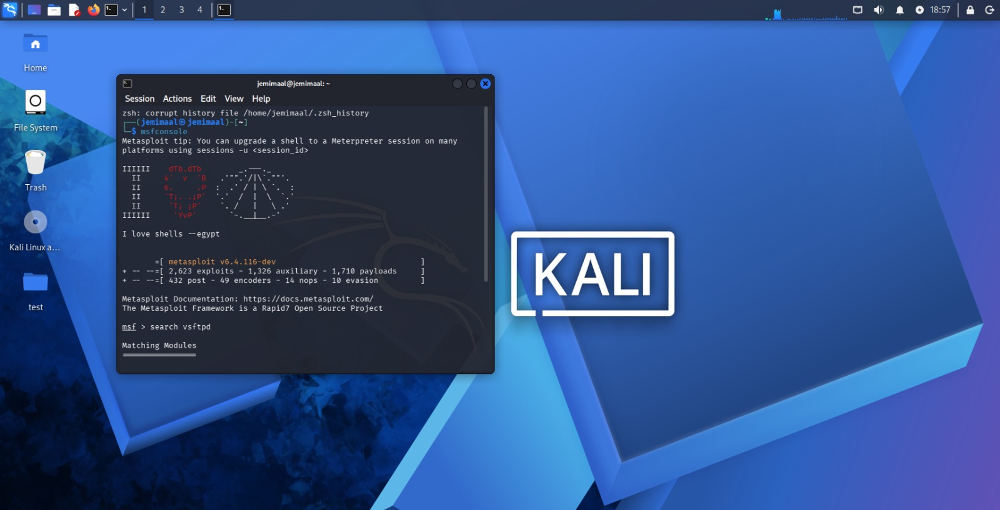 1 2 3 4
18:57
Home
File System
Trash
Kali Linux a...
test
jemimaal@jemimaal: ~
Session Actions Edit View Help
zsh: corrupt history file /home/jemimaal/.zsh_history
┌──(jemimaal㉿jemimaal)-[~]
└─$ msfconsole
Metasploit tip: You can upgrade a shell to a Meterpreter session on many
platforms using sessions -u <session_id>
IIIIII    dTb.dTb        _.---._
  II     4'  v  'B   .'"".'/|\`.""'.
  II     6.     .P  :  .' / | \ `.  :
  II     'T;. .;P'  '.'  /  |  \  `.'
  II      'T; ;P'    `. /   |   \ .'
IIIIII     'YvP'       `-.__|__.-'
I love shells --egypt
=[ metasploit v6.4.116-dev ]
+ -- --=[ 2,623 exploits - 1,326 auxiliary - 1,710 payloads ]
+ -- --=[ 432 post - 49 encoders - 14 nops - 10 evasion ]
Metasploit Documentation: https://docs.metasploit.com/
The Metasploit Framework is a Rapid7 Open Source Project
msf > search vsftpd
Matching Modules
================
KALI